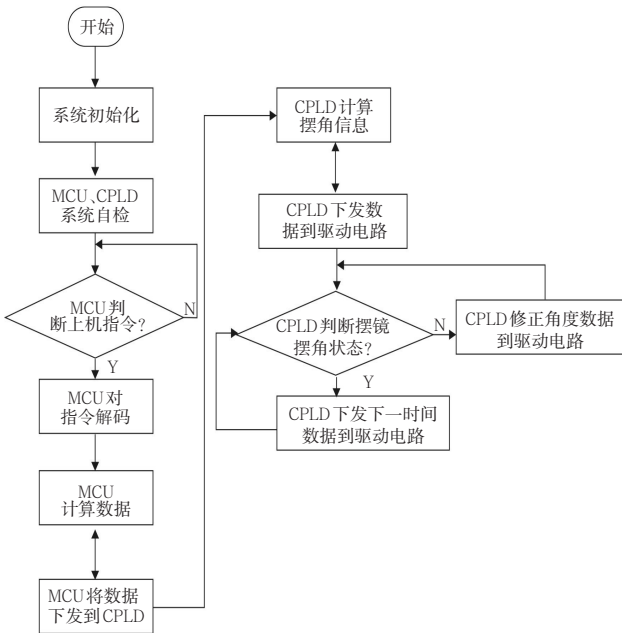 开始
系统初始化
MCU、CPLD
系统自检
MCU判
断上机指令?
N
Y
MCU对
指令解码
MCU
计算数据
MCU将数据
下发到CPLD
CPLD计算
摆角信息
CPLD下发数
据到驱动电路
CPLD判断摆镜
摆角状态?
N
CPLD修正角度数据
到驱动电路
Y
CPLD下发下一时间
数据到驱动电路